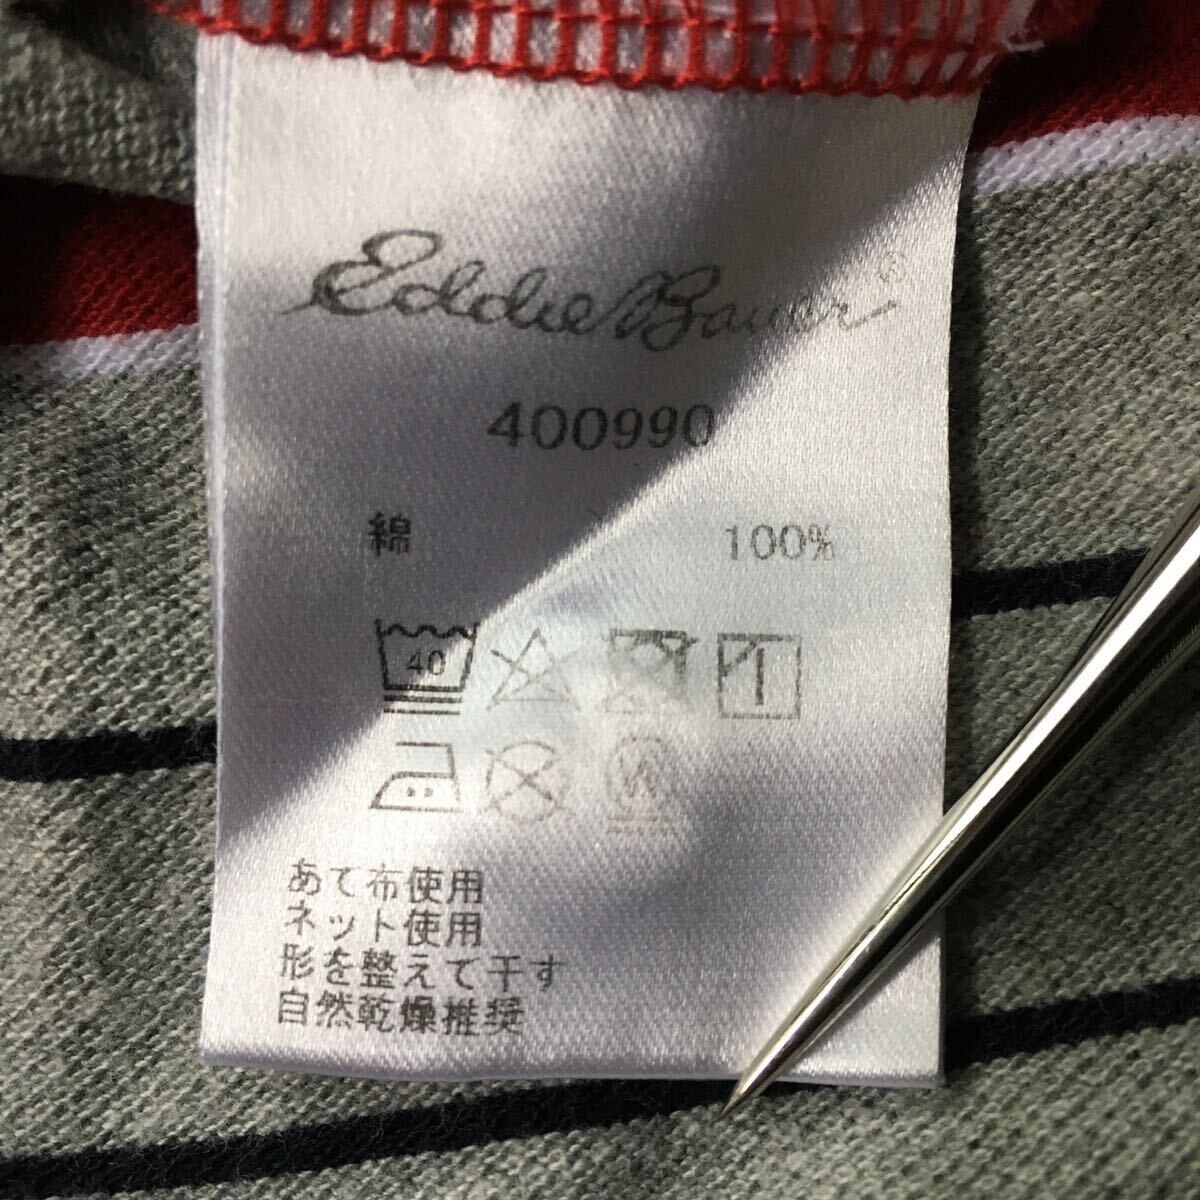 Eddie Bauer®
400990
綿 100%
40
W
あて布使用
ネット使用
形を整えて干す
自然乾燥推奨